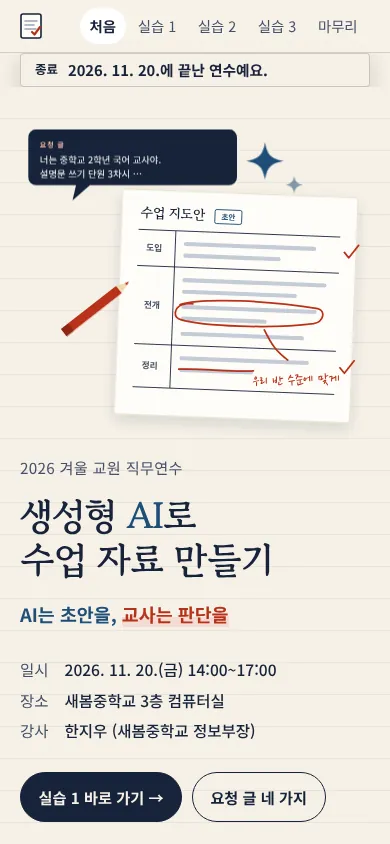 처음 실습 1 실습 2 실습 3 마무리
종료 2026. 11. 20.에 끝난 연수예요.
요청 글
너는 중학교 2학년 국어 교사야.
설명문 쓰기 단원 3차시 …
수업 지도안 초안
도입
전개
정리
우리 반 수준에 맞게
2026 겨울 교원 직무연수
생성형 AI로
수업 자료 만들기
AI는 초안을, 교사는 판단을
일시 2026. 11. 20.(금) 14:00~17:00
장소 새봄중학교 3층 컴퓨터실
강사 한지우 (새봄중학교 정보부장)
실습 1 바로 가기 →
요청 글 네 가지